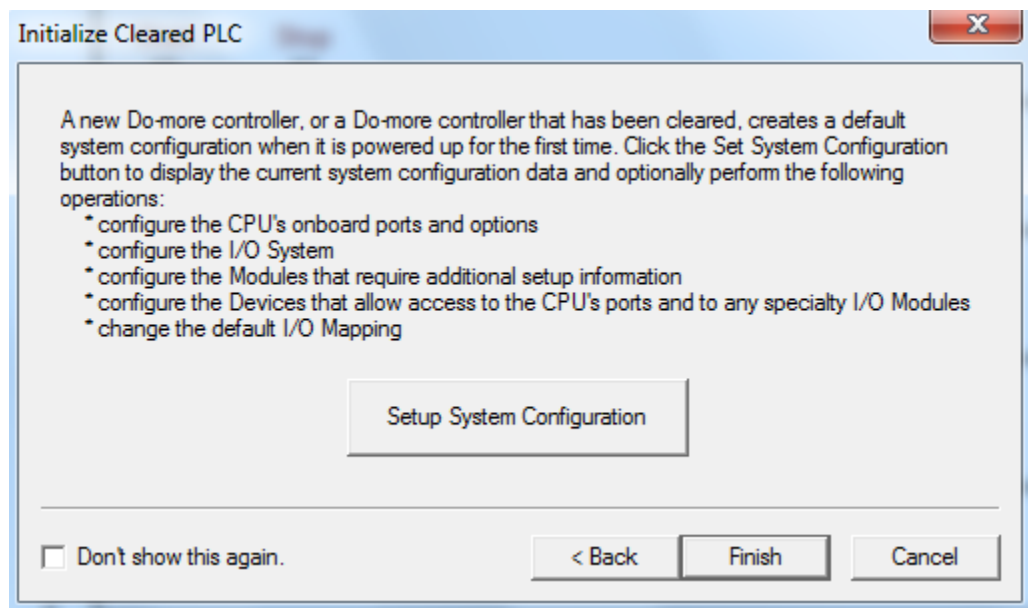 Initialize Cleared PLC
A new Do-more controller, or a Do-more controller that has been cleared, creates a default
system configuration when it is powered up for the first time. Click the Set System Configuration
button to display the current system configuration data and optionally perform the following
operations:
* configure the CPU's onboard ports and options
* configure the I/O System
* configure the Modules that require additional setup information
* configure the Devices that allow access to the CPU's ports and to any specialty I/O Modules
* change the default I/O Mapping
Setup System Configuration
Don't show this again.
< Back
Finish
Cancel